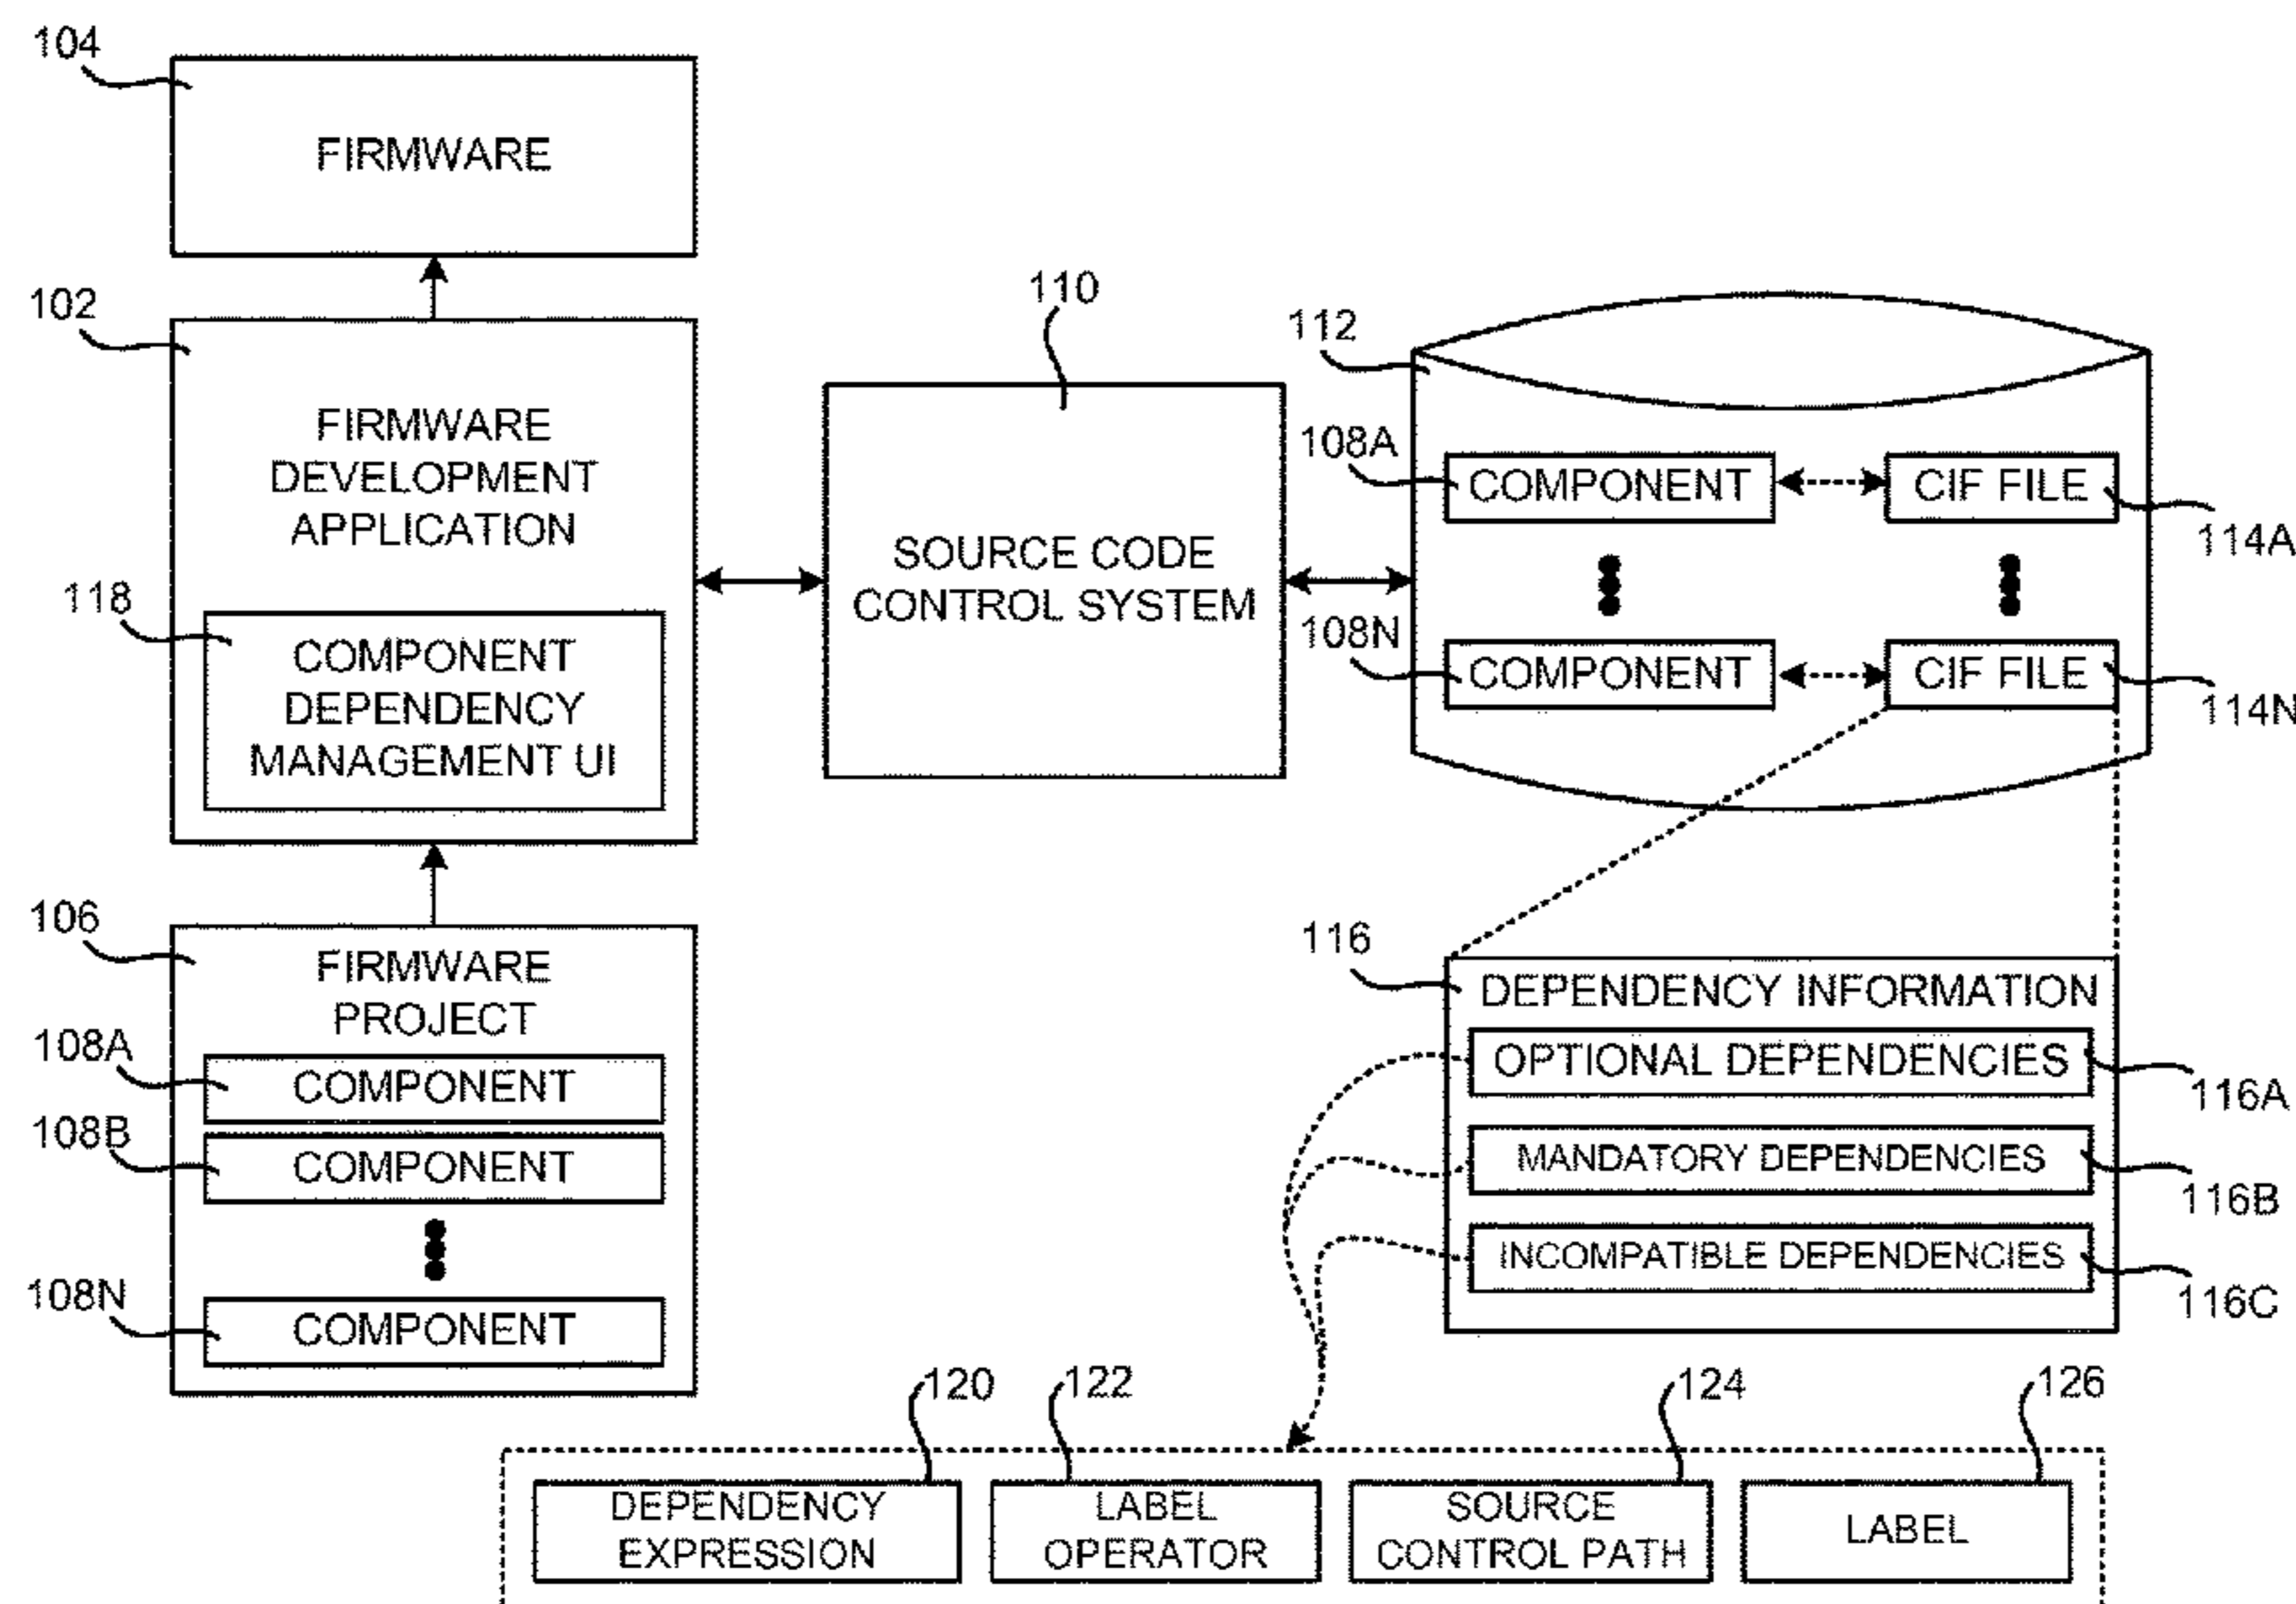 104
FIRMWARE
102
FIRMWARE
DEVELOPMENT
APPLICATION
118
COMPONENT
DEPENDENCY
MANAGEMENT UI
106
FIRMWARE
PROJECT
108A
COMPONENT
108B
COMPONENT
108N
COMPONENT
110
SOURCE CODE
CONTROL SYSTEM
112
108A
COMPONENT
CIF FILE
114A
108N
COMPONENT
CIF FILE
114N
116
DEPENDENCY INFORMATION
OPTIONAL DEPENDENCIES
116A
MANDATORY DEPENDENCIES
116B
INCOMPATIBLE DEPENDENCIES
116C
120
DEPENDENCY
EXPRESSION
122
LABEL
OPERATOR
124
SOURCE
CONTROL PATH
126
LABEL